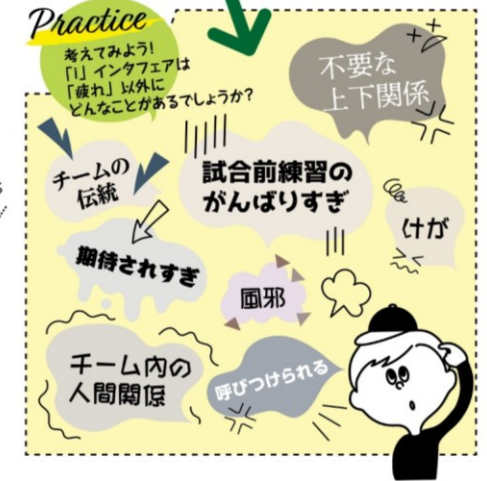 Practice
考えてみよう!
「I」インタフェアは
「疲れ」以外に
どんなことがあるでしょうか?
不要な
上下関係
チームの
伝統
試合前練習の
がんばりすぎ
けが
期待されすぎ
風邪
チーム内の
人間関係
呼びつけられる